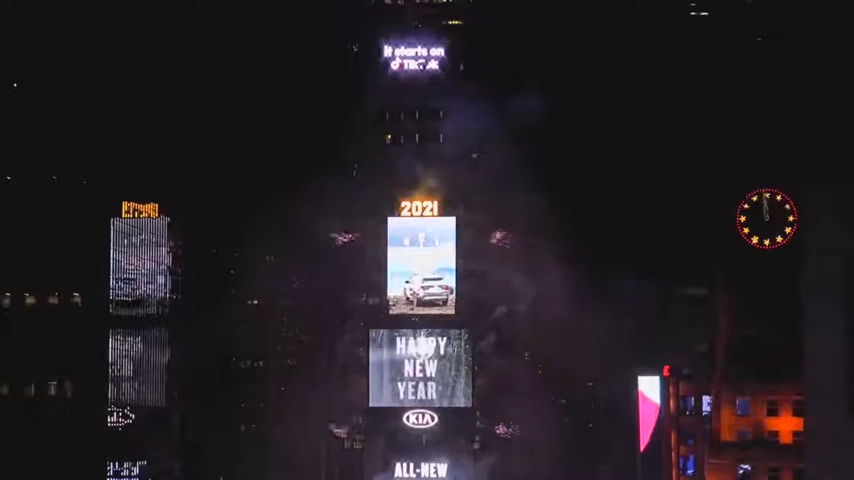 It starts on
TikTok
2021
HAPPY
NEW
YEAR
KIA
ALL-NEW